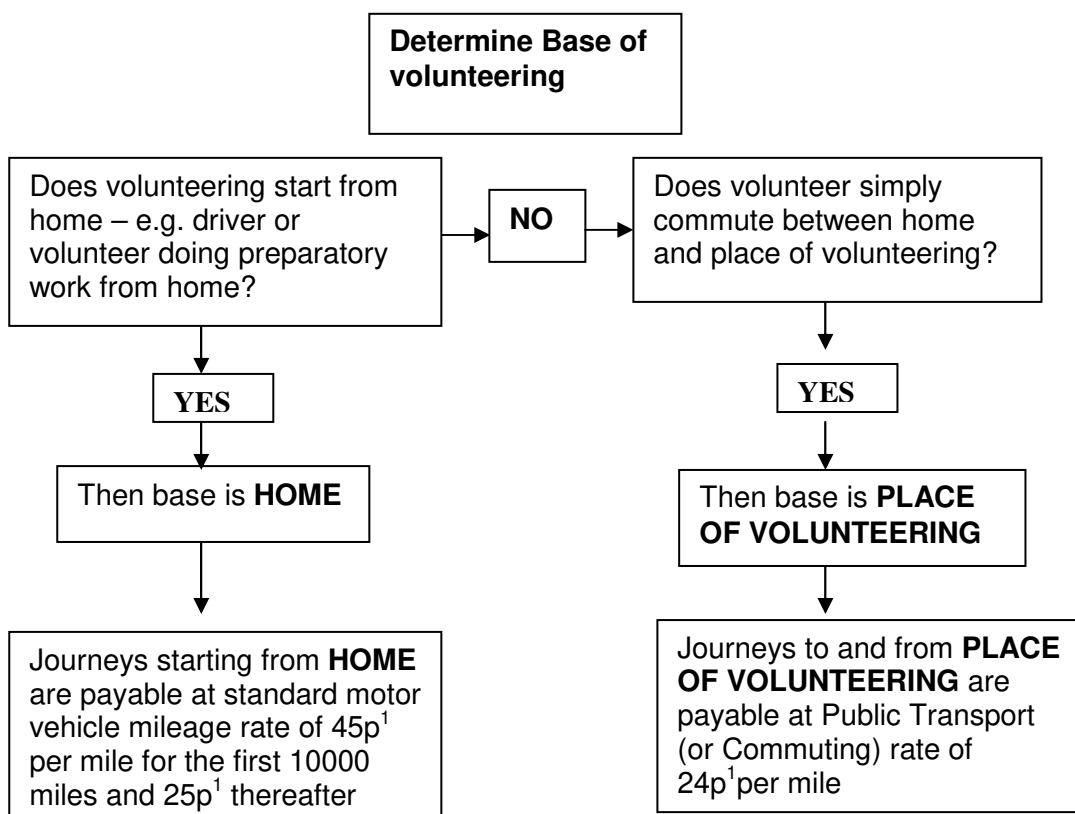 Determine Base of
volunteering
Does volunteering start from
home – e.g. driver or
volunteer doing preparatory
work from home?
NO
Does volunteer simply
commute between home
and place of volunteering?
YES
YES
Then base is HOME
Then base is PLACE
OF VOLUNTEERING
Journeys starting from HOME
are payable at standard motor
vehicle mileage rate of 45p¹
per mile for the first 10000
miles and 25p¹ thereafter
Journeys to and from PLACE
OF VOLUNTEERING are
payable at Public Transport
(or Commuting) rate of
24p¹per mile